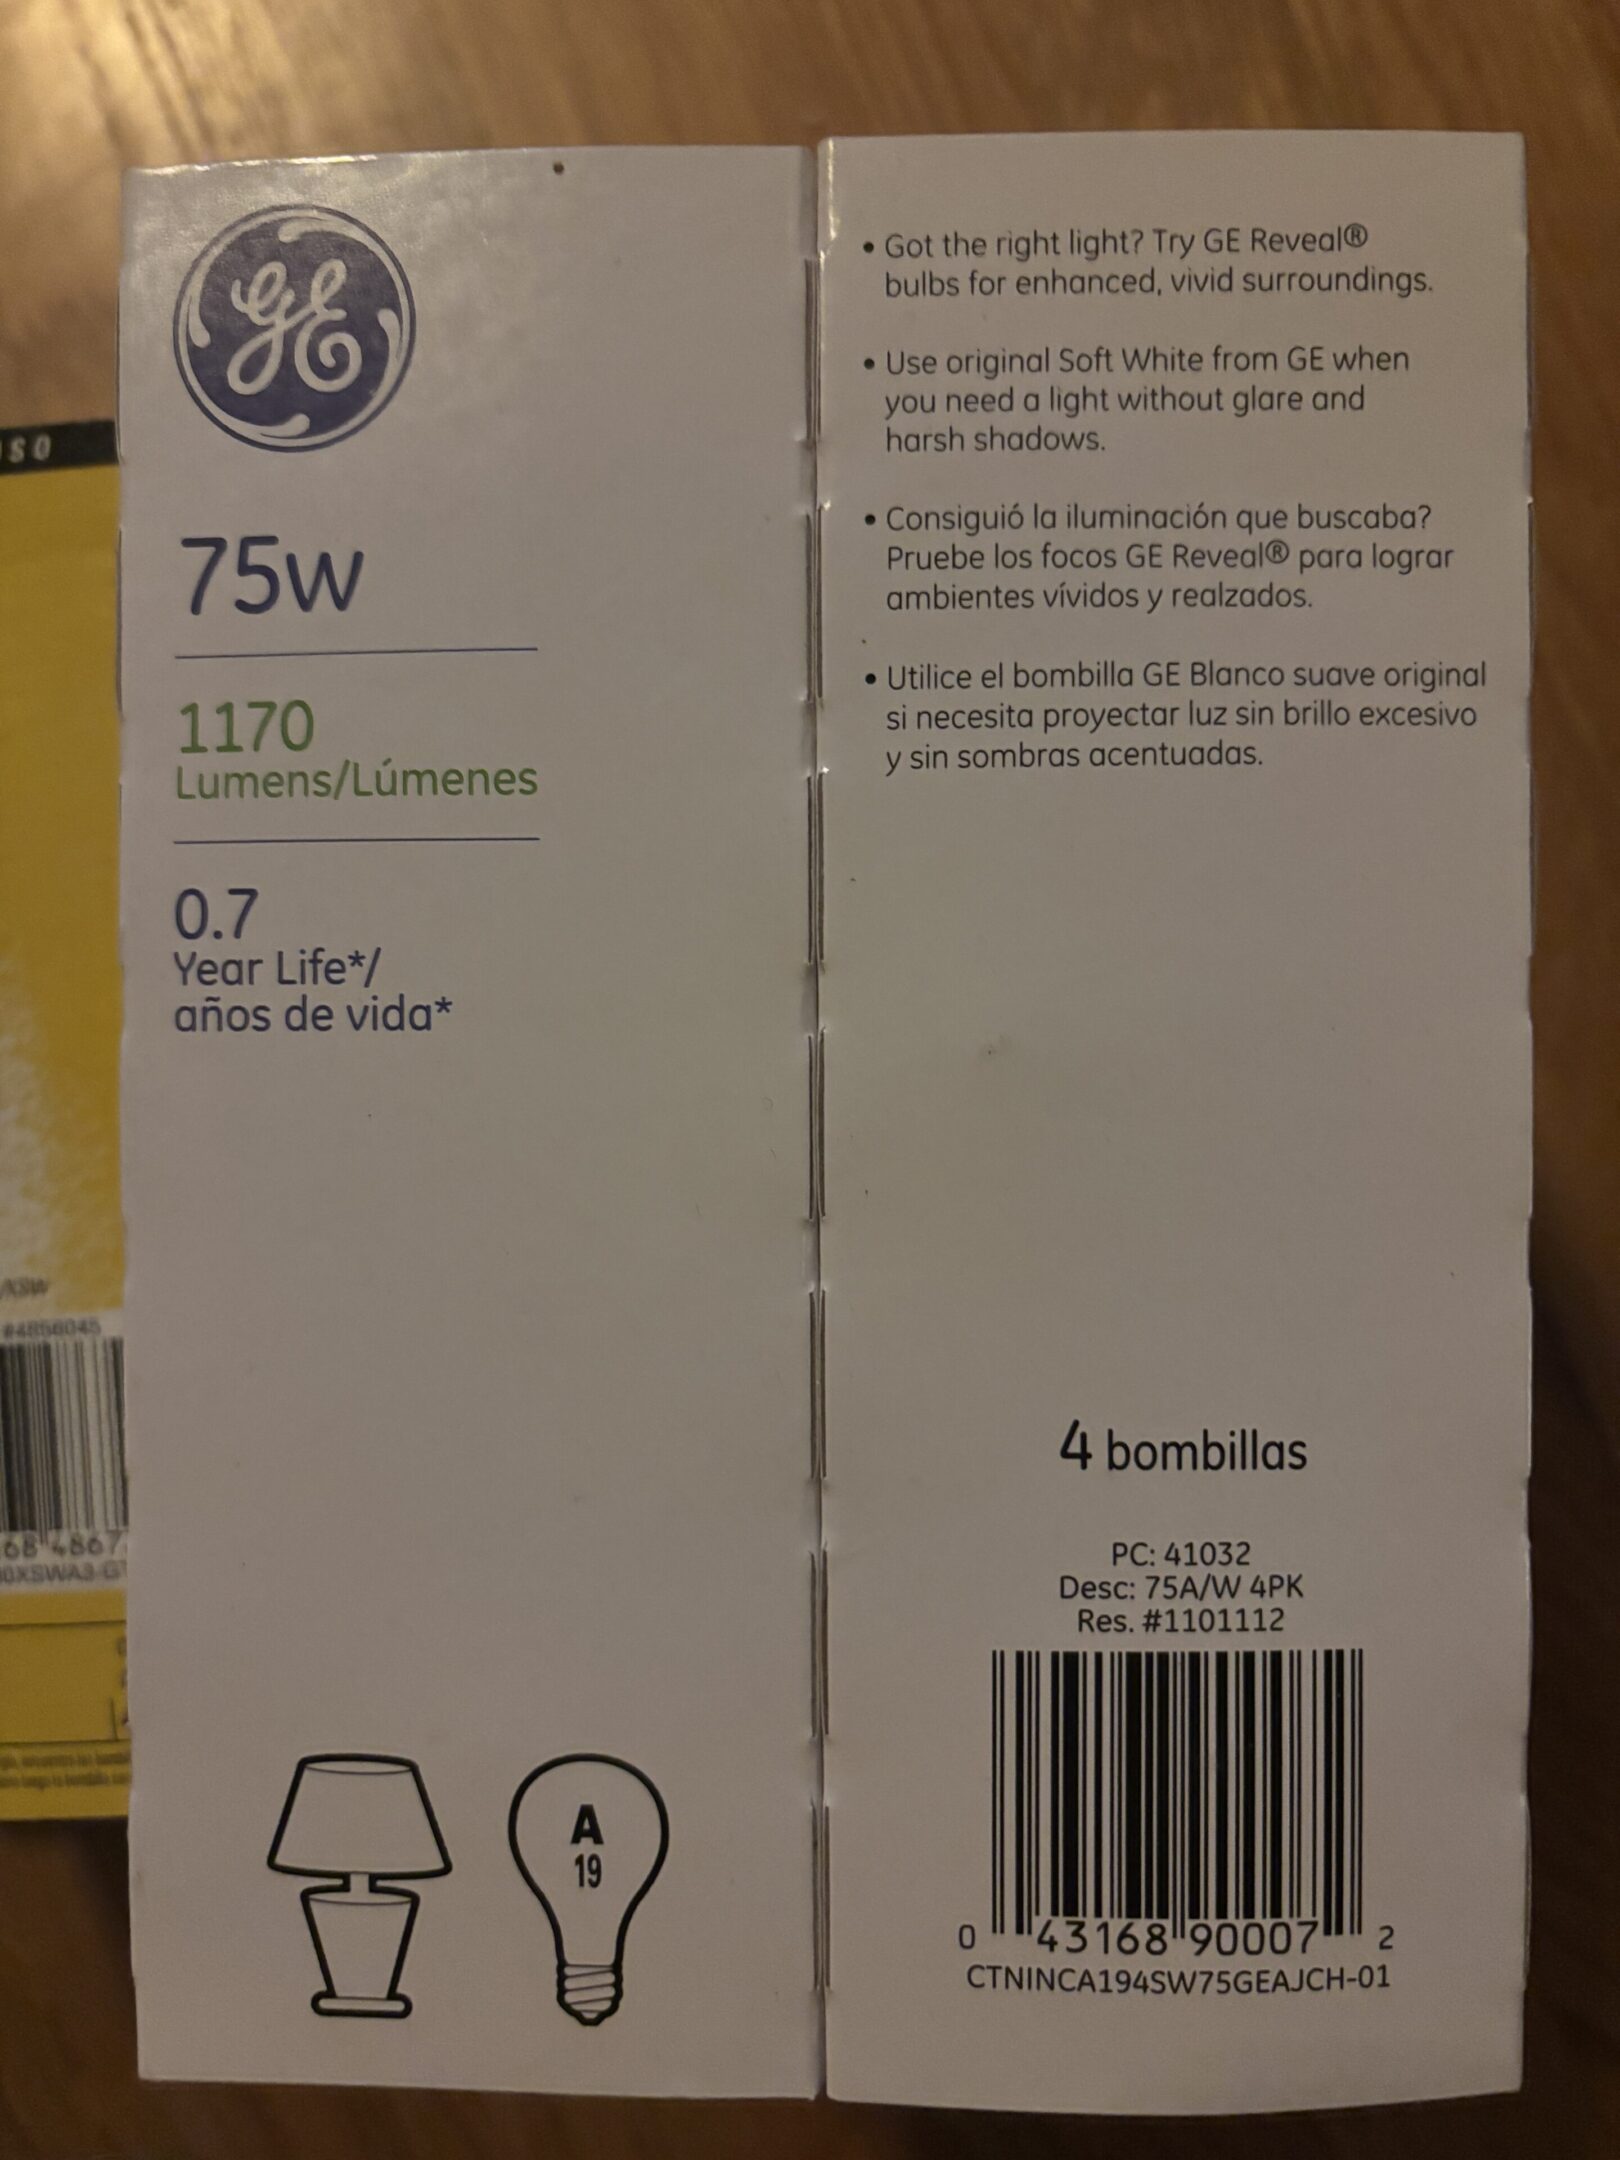 GE
75w
1170
Lumens/Lúmenes
0.7
Year Life*/
años de vida*
A
19
• Got the right light? Try GE Reveal®
bulbs for enhanced, vivid surroundings.
• Use original Soft White from GE when
you need a light without glare and
harsh shadows.
• Consiguió la iluminación que buscaba?
Pruebe los focos GE Reveal® para lograr
ambientes vívidos y realzados.
• Utilice el bombilla GE Blanco suave original
si necesita proyectar luz sin brillo excesivo
y sin sombras acentuadas.
4 bombillas
PC: 41032
Desc: 75A/W 4PK
Res. #1101112
0 43168 90007 2
CTNINCA194SW75GEAJCH-01
#4856045
68 4867